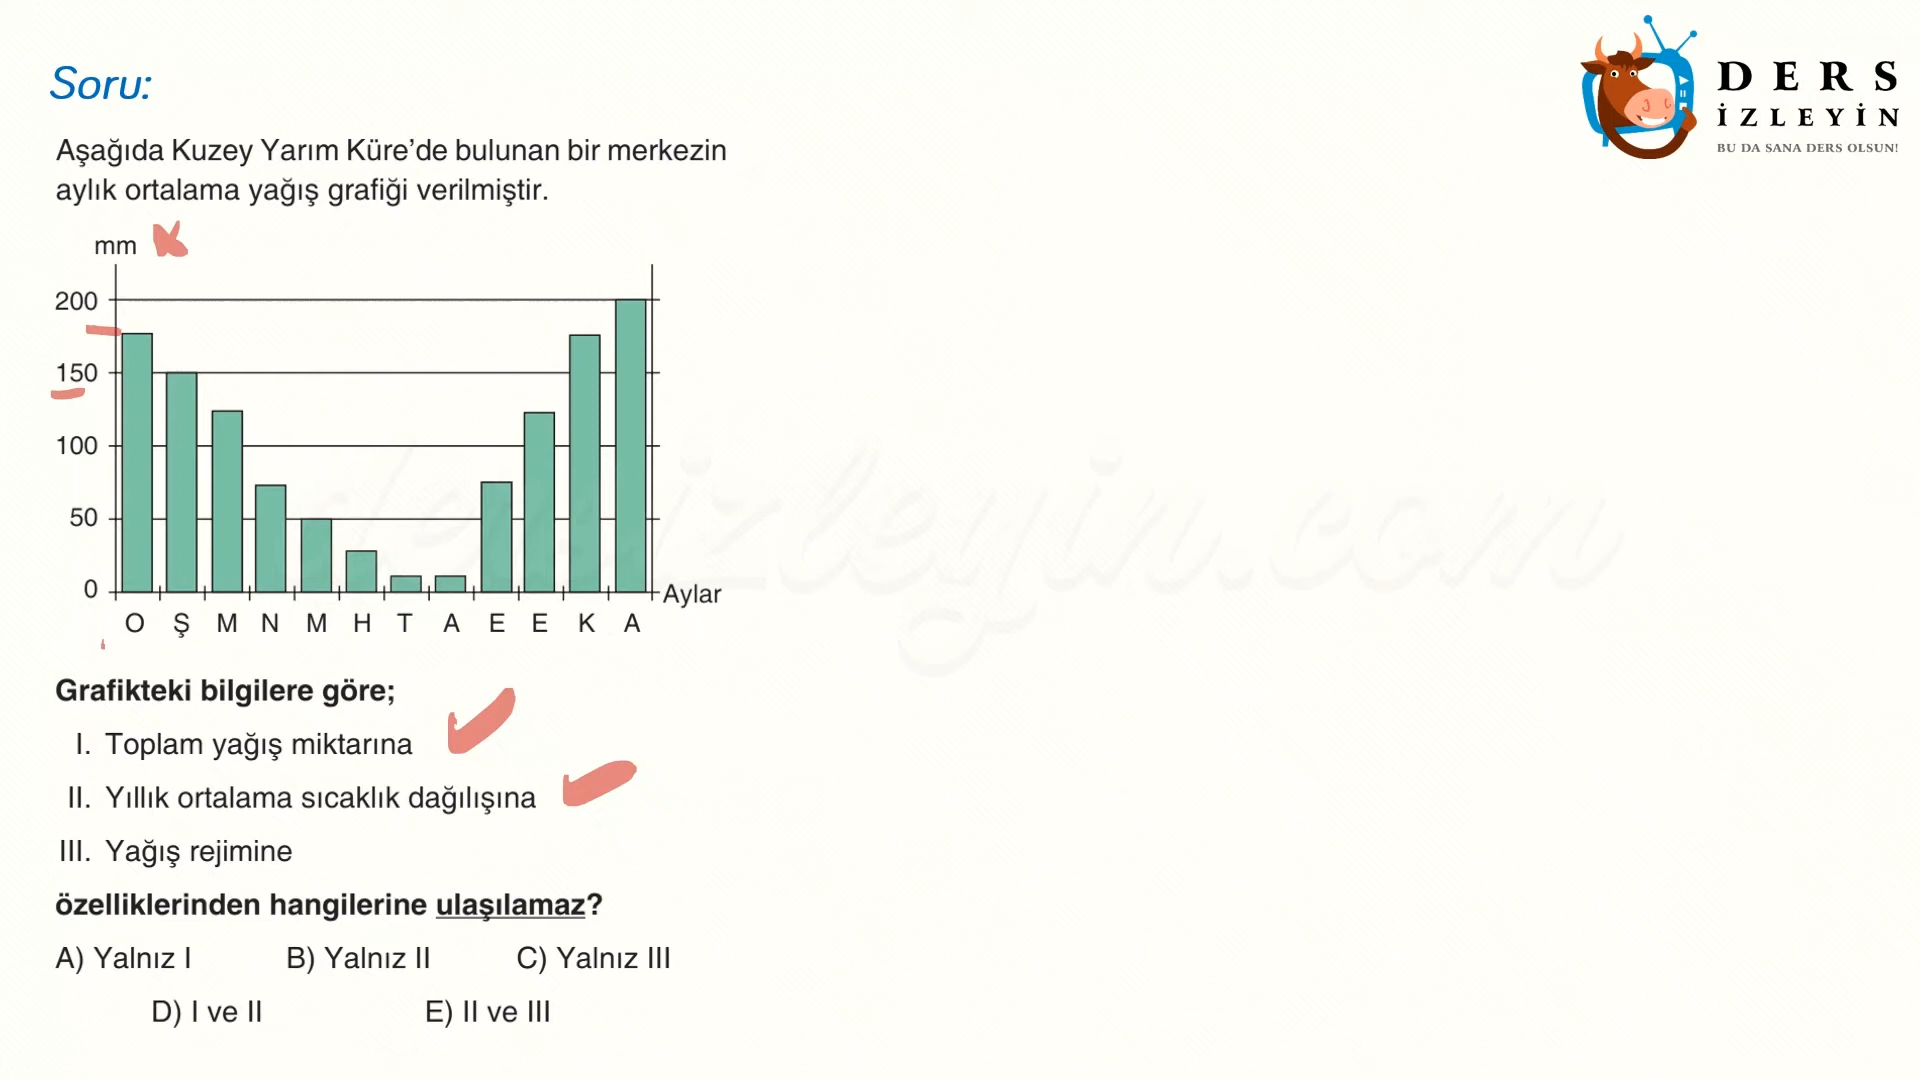 Soru:
DERS
İZLEYİN
BU DA SANA DERS OLSUN!
Aşağıda Kuzey Yarım Küre’de bulunan bir merkezin
aylık ortalama yağış grafiği verilmiştir.
mm
200
150
100
50
0
Aylar
O Ş M N M H T A E E K A
Grafikteki bilgilere göre;
I. Toplam yağış miktarına
II. Yıllık ortalama sıcaklık dağılışına
III. Yağış rejimine
özelliklerinden hangilerine ulaşılamaz?
A) Yalnız I B) Yalnız II C) Yalnız III
D) I ve II E) II ve III
dersizleyin.com